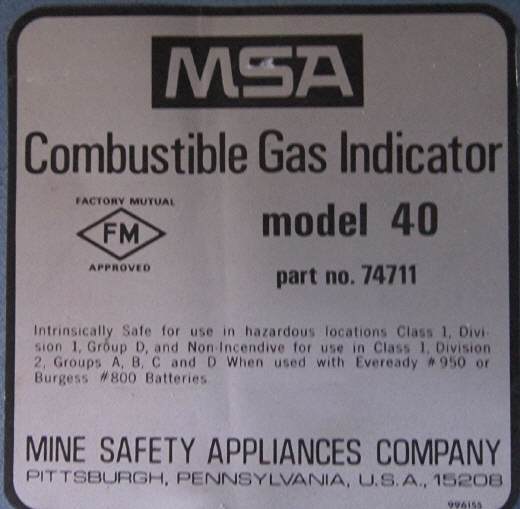 MSA
Combustible Gas Indicator
FACTORY MUTUAL
FM
APPROVED
model 40
part no. 74711
Intrinsically Safe for use in hazardous locations Class 1, Divi-
sion 1, Group D, and Non-Incendive for use in Class 1, Division
2, Groups A, B, C and D When used with Eveready #950 or
Burgess #800 Batteries
MINE SAFETY APPLIANCES COMPANY
PITTSBURGH, PENNSYLVANIA, U.S.A., 15208
996155